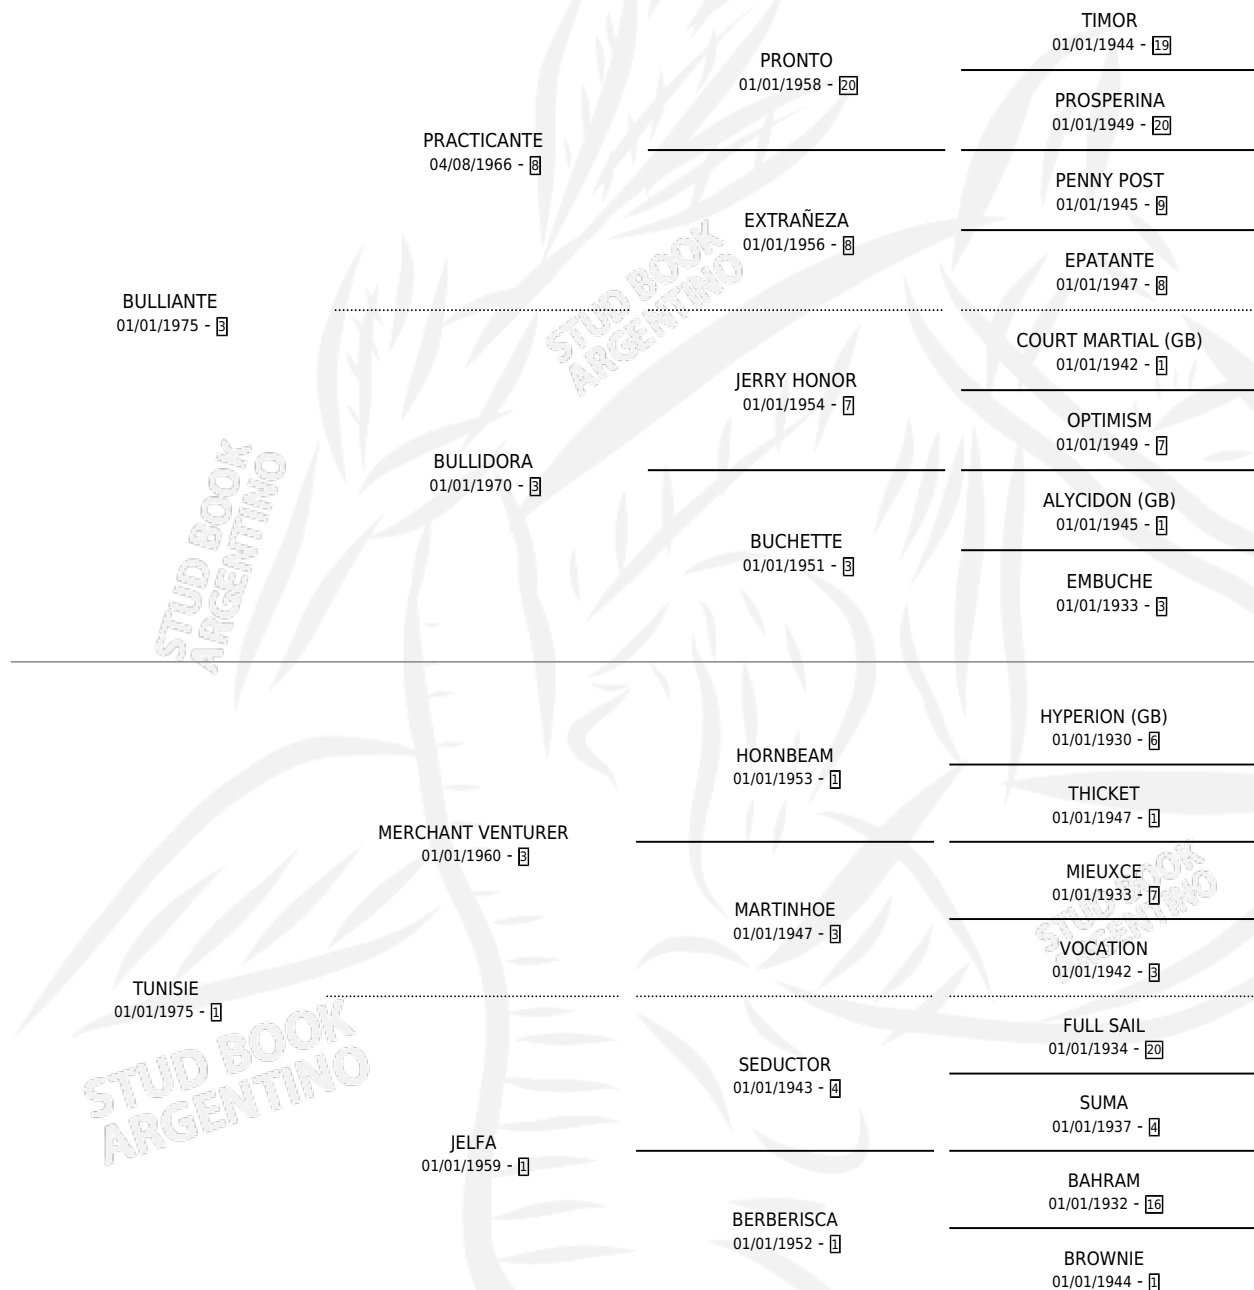 TIMOR
01/01/1944 - 19
PRONTO
01/01/1958 - 20
PROSPERINA
01/01/1949 - 20
PRACTICANTE
04/08/1966 - 8
PENNY POST
01/01/1945 - 9
EXTRAÑEZA
01/01/1956 - 8
EPATANTE
01/01/1947 - 8
BULLIANTE
01/01/1975 - 3
COURT MARTIAL (GB)
01/01/1942 - 1
JERRY HONOR
01/01/1954 - 7
OPTIMISM
01/01/1949 - 7
BULLIDORA
01/01/1970 - 3
ALYCIDON (GB)
01/01/1945 - 1
BUCHETTE
01/01/1951 - 3
EMBUCHE
01/01/1933 - 3
HYPERION (GB)
01/01/1930 - 6
HORNBEAM
01/01/1953 - 1
THICKET
01/01/1947 - 1
MERCHANT VENTURER
01/01/1960 - 3
MIEUXCE
01/01/1933 - 7
MARTINHOE
01/01/1947 - 3
VOCATION
01/01/1942 - 3
TUNISIE
01/01/1975 - 1
FULL SAIL
01/01/1934 - 20
SEDUCTOR
01/01/1943 - 4
SUMA
01/01/1937 - 4
JELFA
01/01/1959 - 1
BAHRAM
01/01/1932 - 16
BERBERISCA
01/01/1952 - 1
BROWNIE
01/01/1944 - 1
STUD BOOK
ARGENTINO
STUD BOOK
ARGENTINO
STUD BOOK
ARGENTINO
STUD BOOK
ARGENTINO